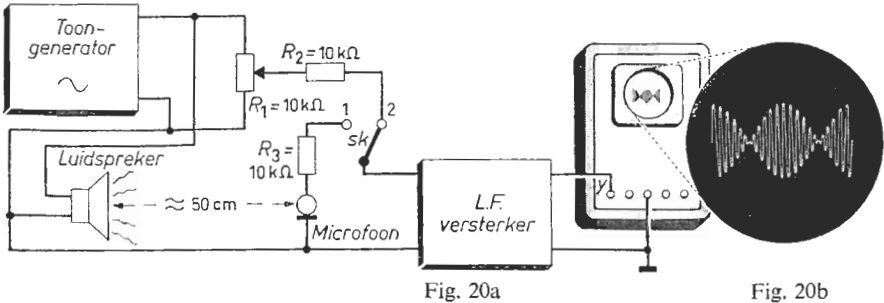 Toon-
generator
R₂ = 10 kΩ
R₁ = 10 kΩ
1
2
sk
R₃ =
10 kΩ
Luidspreker
≈ 50 cm
Microfoon
L.F.
versterker
y
Fig. 20a
Fig. 20b